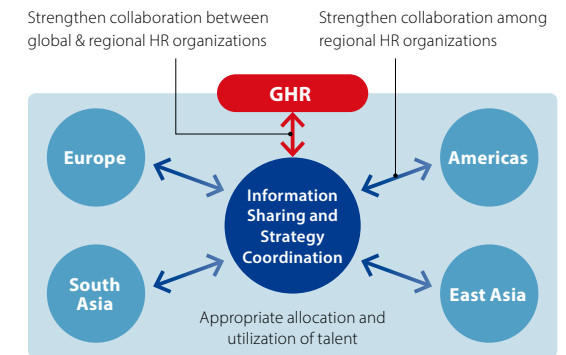 Strengthen collaboration between
global & regional HR organizations
Strengthen collaboration among
regional HR organizations
GHR
Europe
Americas
Information
Sharing and
Strategy
Coordination
South
Asia
East Asia
Appropriate allocation and
utilization of talent